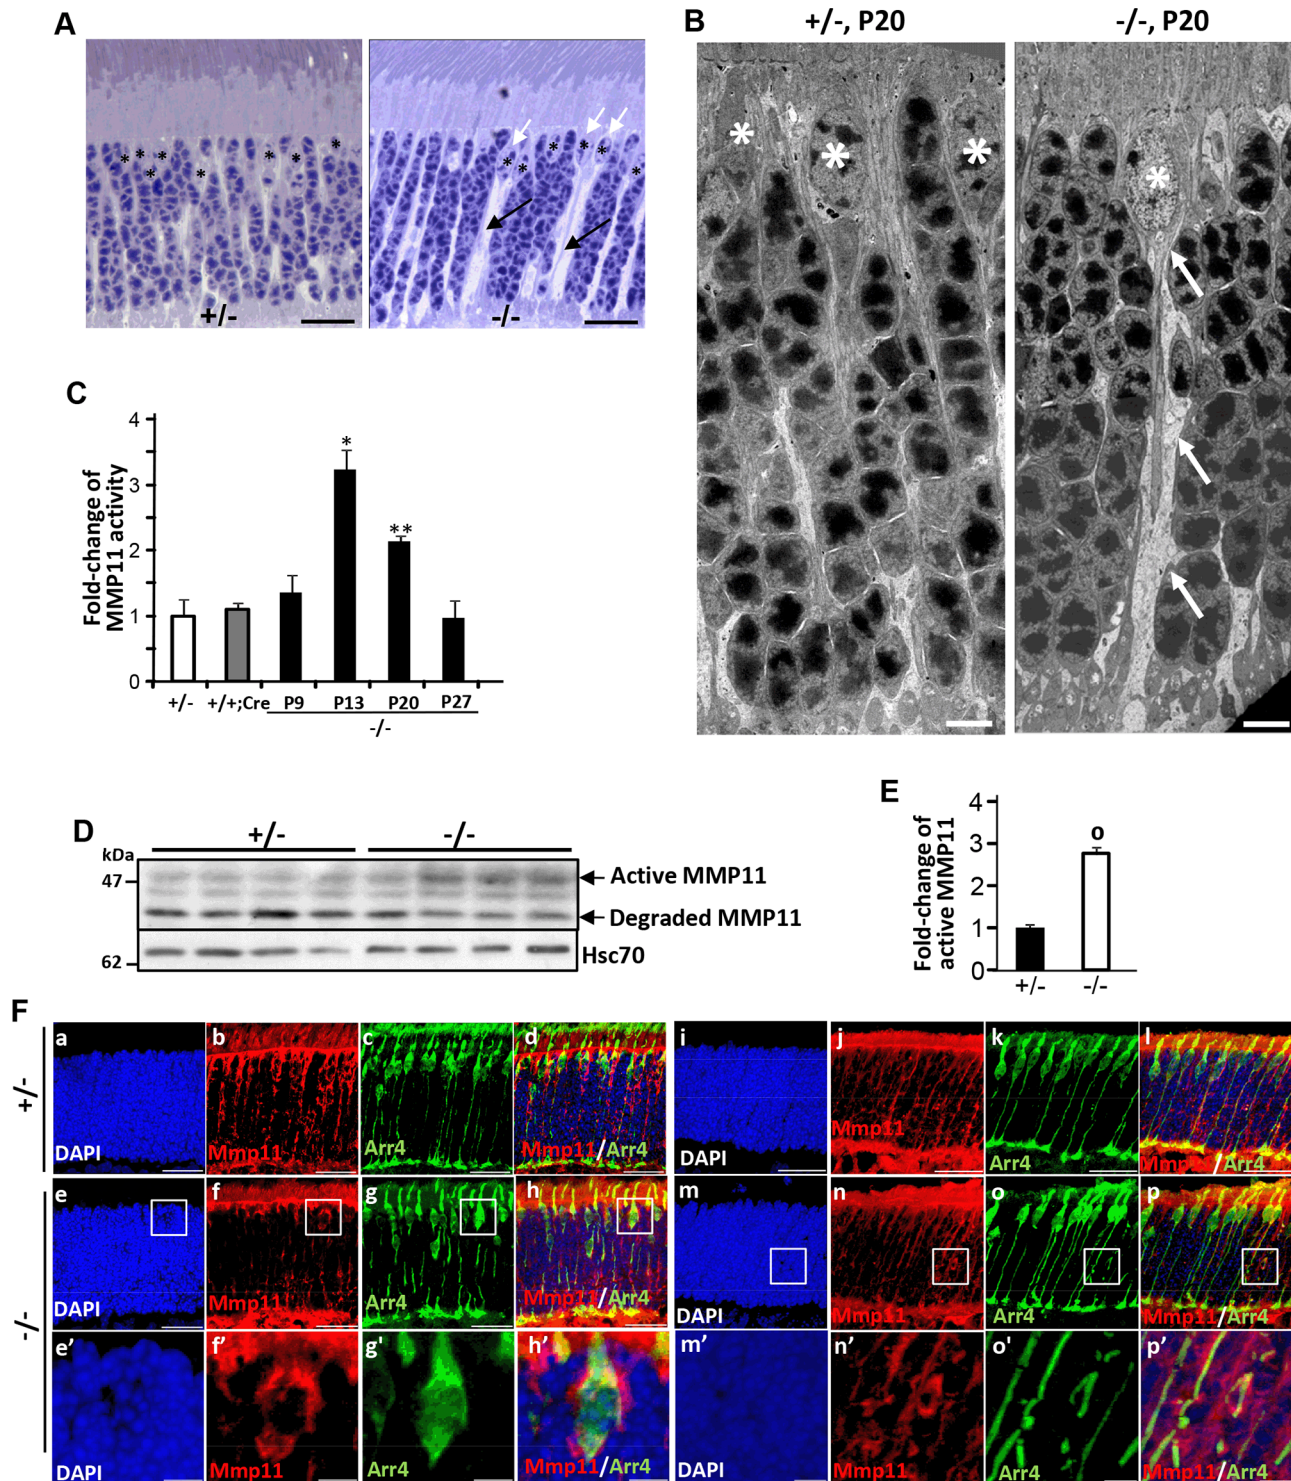 A
+/-
-/-
* * * * * * * *
* * * * * * *
B
+/-, P20
-/-, P20
* * *
*
C
Fold-change of
MMP11 activity
4
3
2
1
0
*
**
+/-
+/+;Cre
P9
P13
P20
P27
-/-
D
+/-
-/-
kDa
47
62
Active MMP11
Degraded MMP11
Hsc70
E
Fold-change of
active MMP11
4
3
2
1
0
o
+/-
-/-
F
+/-
a
DAPI
b
Mmp11
c
Arr4
d
Mmp11/Arr4
i
DAPI
j
Mmp11
k
Arr4
l
Mmp11/Arr4
-/-
e
DAPI
f
Mmp11
g
Arr4
h
Mmp11/Arr4
m
DAPI
n
Mmp11
o
Arr4
p
Mmp11/Arr4
e’
DAPI
f’
Mmp11
g'
Arr4
h’
Mmp11/Arr4
m’
DAPI
n’
Mmp11
o'
Arr4
p’
Mmp11/Arr4